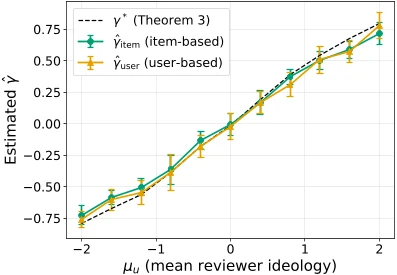 γ* (Theorem 3)
γ̂item (item-based)
γ̂user (user-based)
Estimated γ̂
0.75
0.50
0.25
0.00
−0.25
−0.50
−0.75
−2 −1 0 1 2
μu (mean reviewer ideology)